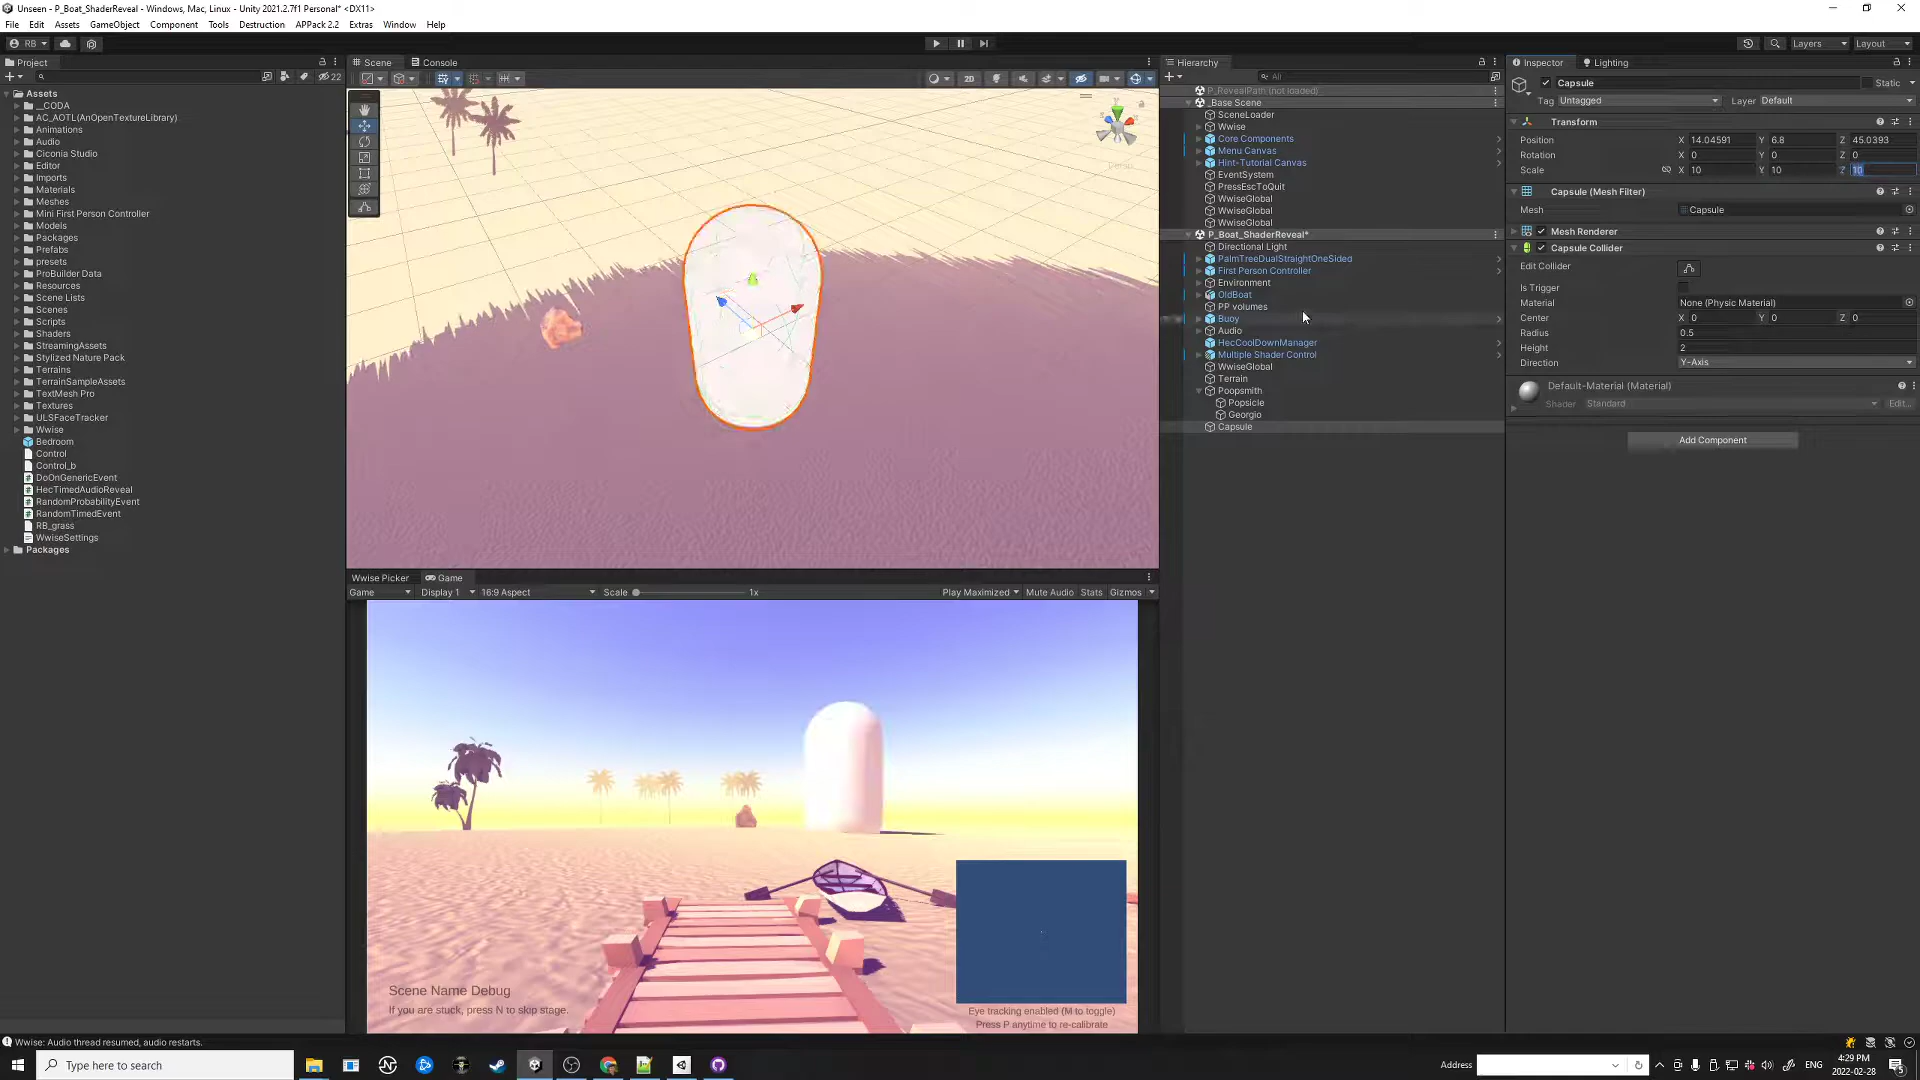 Unseen - P_Boat_ShaderReveal - Windows, Mac, Linux - Unity 2021.2.7f1 Personal* <DX11>
File Edit Assets GameObject Component Tools Destruction APPack 2.2 Extras Window Help
RB Layers Layout
Project
22
Assets
__CODA
AC_AOTL(AnOpenTextureLibrary)
Animations
Audio
Ciconia Studio
Editor
Imports
Materials
Meshes
Mini First Person Controller
Models
Packages
Prefabs
presets
ProBuilder Data
Resources
Scene Lists
Scenes
Scripts
Shaders
StreamingAssets
Stylized Nature Pack
Terrains
TerrainSampleAssets
TextMesh Pro
Textures
ULSFaceTracker
Wwise
Bedroom
Control
Control_b
DoOnGenericEvent
HecTimedAudioReveal
RandomProbabilityEvent
RandomTimedEvent
RB_grass
WwiseSettings
Packages
Scene Console
2D
Persp
Wwise Picker Game
Game Display 1 16:9 Aspect Scale 1x Play Maximized Mute Audio Stats Gizmos
Scene Name Debug
If you are stuck, press N to skip stage.
Eye tracking enabled (M to toggle)
Press P anytime to re-calibrate
Hierarchy
All
P_RevealPath (not loaded)
_Base Scene
SceneLoader
Wwise
Core Components
Menu Canvas
Hint-Tutorial Canvas
EventSystem
PressEscToQuit
WwiseGlobal
WwiseGlobal
WwiseGlobal
P_Boat_ShaderReveal*
Directional Light
PalmTreeDualStraightOneSided
First Person Controller
Environment
OldBoat
PP volumes
Buoy
Audio
HecCoolDownManager
Multiple Shader Control
WwiseGlobal
Terrain
Poopsmith
Popsicle
Georgio
Capsule
Inspector Lighting
Capsule Static
Tag Untagged Layer Default
Transform
Position X 14.04591 Y 6.8 Z 45.0393
Rotation X 0 Y 0 Z 0
Scale X 10 Y 10 Z 10
Capsule (Mesh Filter)
Mesh Capsule
Mesh Renderer
Capsule Collider
Edit Collider
Is Trigger
Material None (Physic Material)
Center X 0 Y 0 Z 0
Radius 0.5
Height 2
Direction Y-Axis
Default-Material (Material)
Shader Standard Edit...
Add Component
Wwise: Audio thread resumed, audio restarts.
Type here to search
Address
ENG
4:29 PM
2022-02-28
5